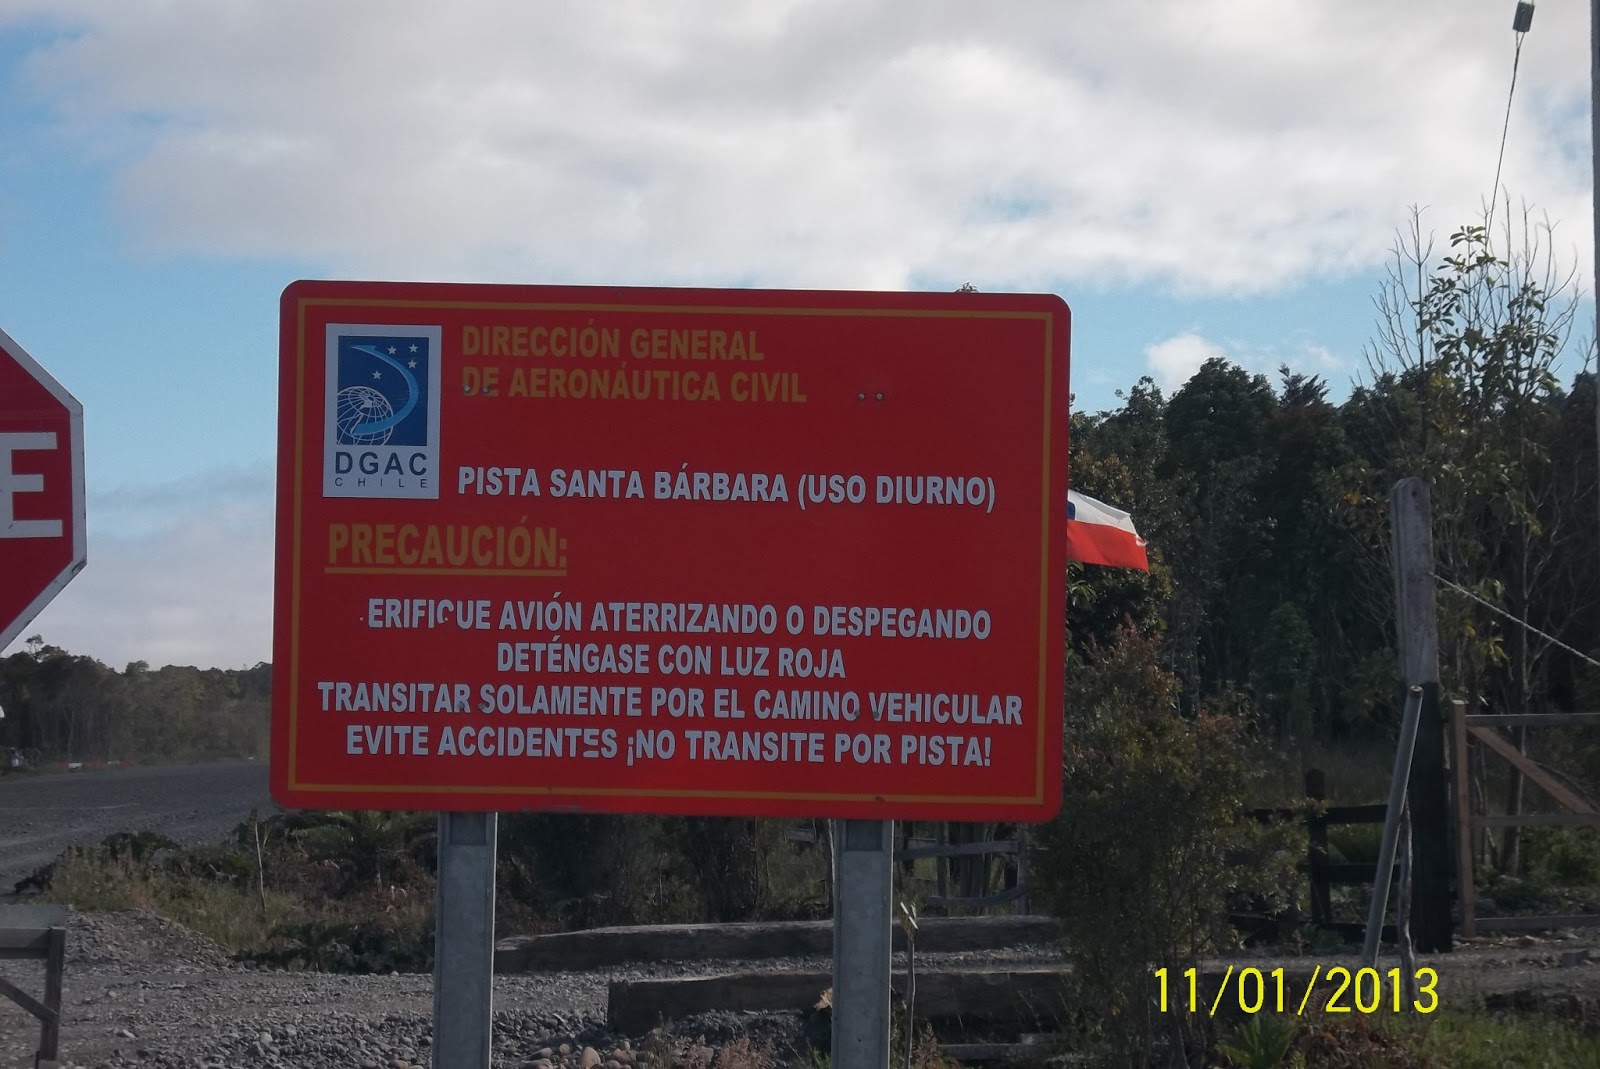 E
DIRECCIÓN GENERAL
DE AERONÁUTICA CIVIL
DGAC
CHILE
PISTA SANTA BÁRBARA (USO DIURNO)
PRECAUCIÓN:
ERIFIQUE AVIÓN ATERRIZANDO O DESPEGANDO
DETÉNGASE CON LUZ ROJA
TRANSITAR SOLAMENTE POR EL CAMINO VEHICULAR
EVITE ACCIDENTES ¡NO TRANSITE POR PISTA!
11/01/2013